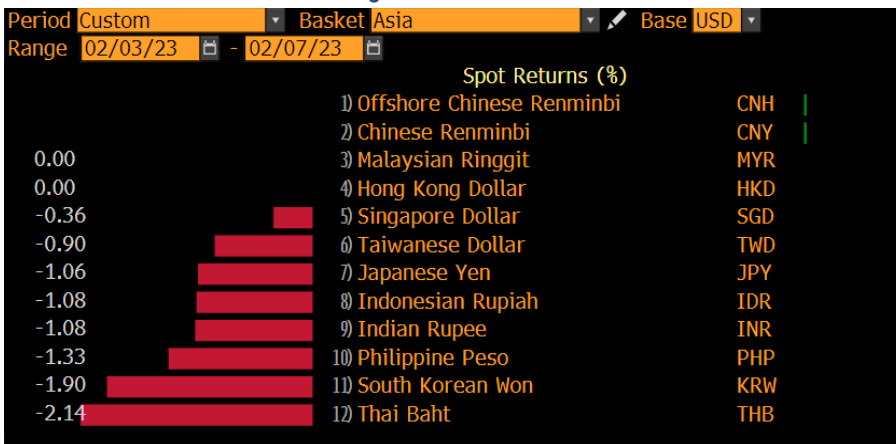 Period Custom Basket Asia Base USD
Range 02/03/23 - 02/07/23
Spot Returns (%)
1) Offshore Chinese Renminbi CNH
2) Chinese Renminbi CNY
0.00 3) Malaysian Ringgit MYR
0.00 4) Hong Kong Dollar HKD
-0.36 5) Singapore Dollar SGD
-0.90 6) Taiwanese Dollar TWD
-1.06 7) Japanese Yen JPY
-1.08 8) Indonesian Rupiah IDR
-1.08 9) Indian Rupee INR
-1.33 10) Philippine Peso PHP
-1.90 11) South Korean Won KRW
-2.14 12) Thai Baht THB